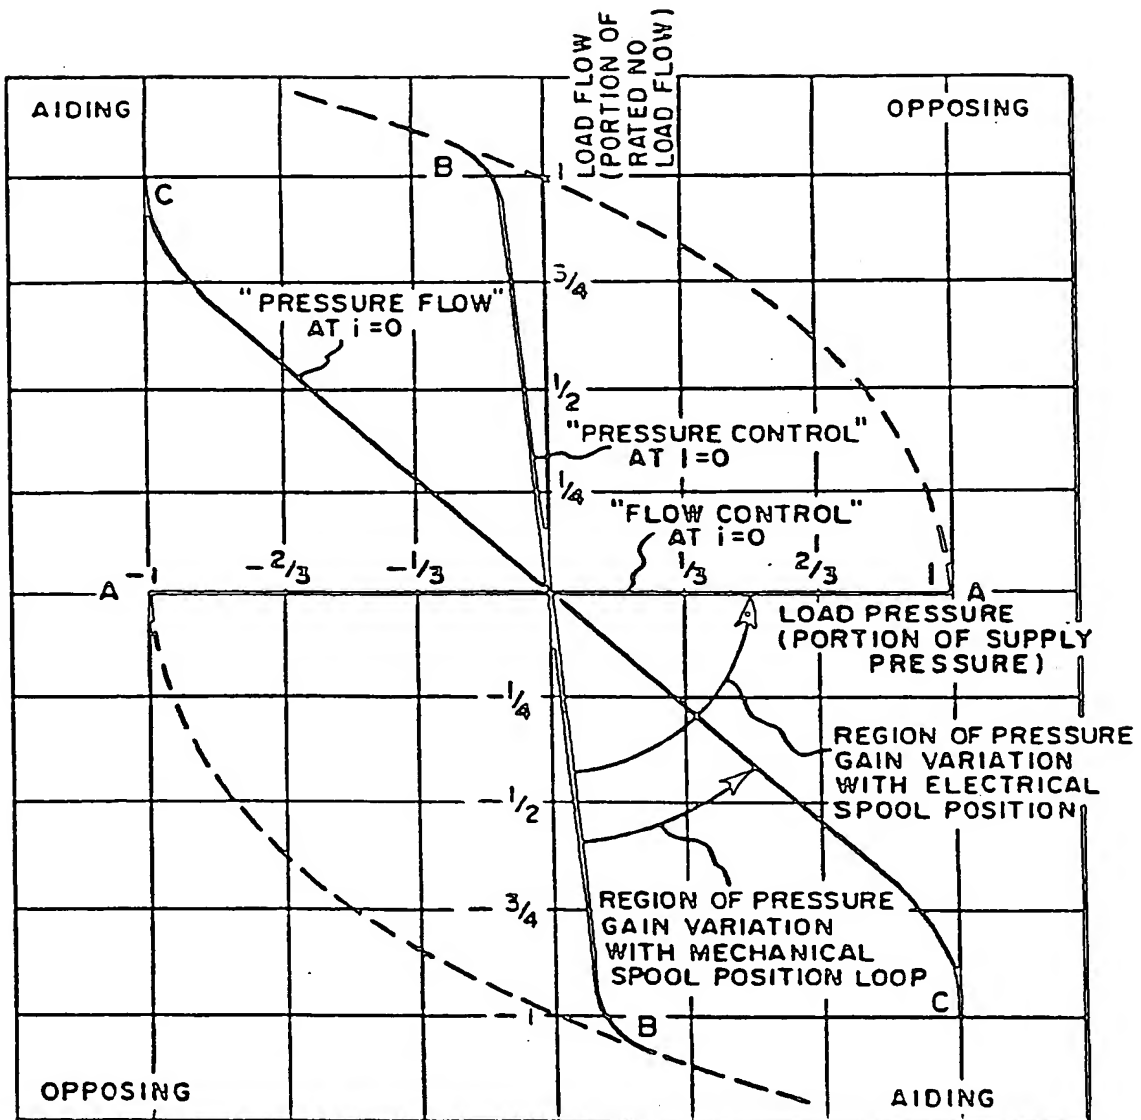 LOAD FLOW
(PORTION OF
RATED NO
LOAD FLOW)
AIDING
OPPOSING
B
1
C
3/4
"PRESSURE FLOW"
AT i=0
1/2
"PRESSURE CONTROL"
AT I=0
1/4
"FLOW CONTROL"
AT i=0
-1
-2/3
-1/3
1/3
2/3
1
A
A
LOAD PRESSURE
(PORTION OF SUPPLY
PRESSURE)
-1/4
REGION OF PRESSURE
GAIN VARIATION
WITH ELECTRICAL
SPOOL POSITION
-1/2
-3/4
REGION OF PRESSURE
GAIN VARIATION
WITH MECHANICAL
SPOOL POSITION LOOP
C
-1
B
OPPOSING
AIDING